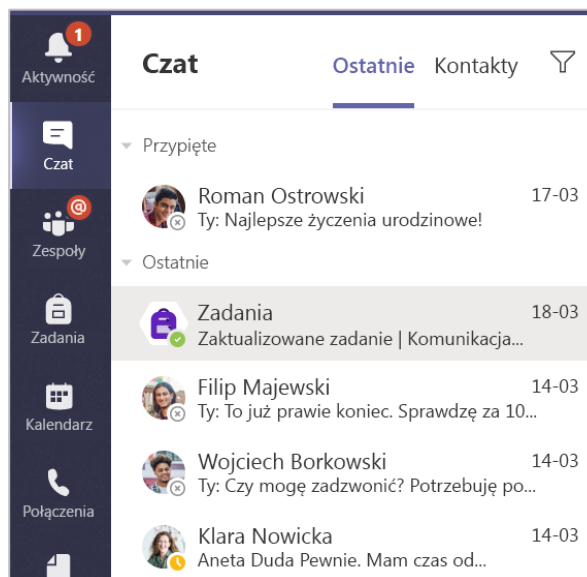 1
Aktywność
Czat
@
Zespoły
Zadania
Kalendarz
Połączenia
Czat
Ostatnie Kontakty
Przypięte
Roman Ostrowski 17-03
Ty: Najlepsze życzenia urodzinowe!
Ostatnie
Zadania 18-03
Zaktualizowane zadanie | Komunikacja...
Filip Majewski 14-03
Ty: To już prawie koniec. Sprawdzę za 10...
Wojciech Borkowski 14-03
Ty: Czy mogę zadzwonić? Potrzebuję po...
Klara Nowicka 14-03
Aneta Duda Pewnie. Mam czas od...